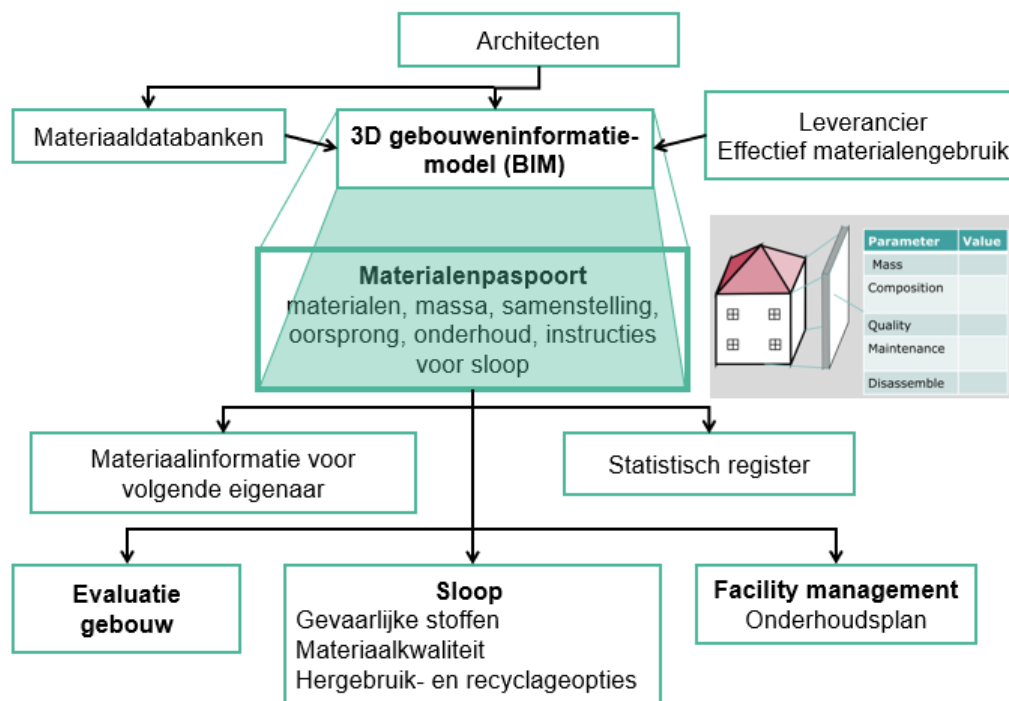 Architecten
Materiaaldatabanken
3D gebouweninformatie-
model (BIM)
Leverancier
Effectief materialengebruik
Materialenpaspoort
materialen, massa, samenstelling,
oorsprong, onderhoud, instructies
voor sloop
Parameter Value
Mass
Composition
Quality
Maintenance
Disassemble
Materiaalinformatie voor
volgende eigenaar
Statistisch register
Evaluatie
gebouw
Sloop
Gevaarlijke stoffen
Materiaalkwaliteit
Hergebruik- en recyclageopties
Facility management
Onderhoudsplan